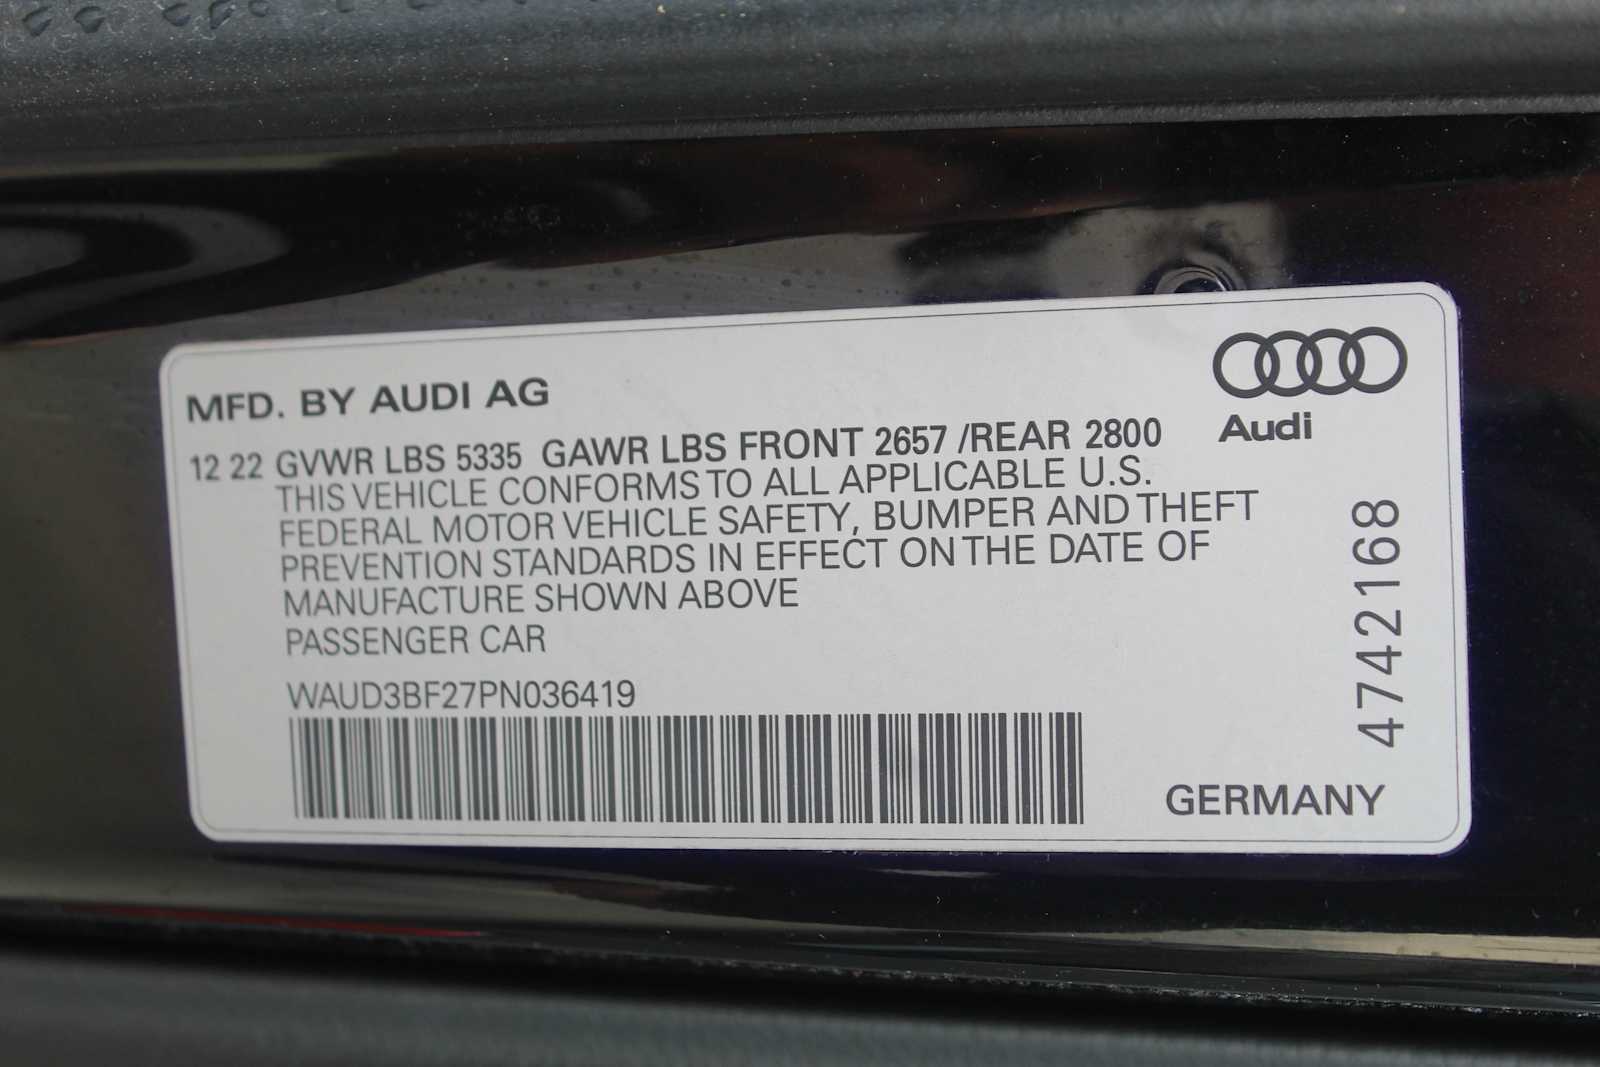 MFD. BY AUDI AG
Audi
12 22 GVWR LBS 5335 GAWR LBS FRONT 2657 /REAR 2800
THIS VEHICLE CONFORMS TO ALL APPLICABLE U.S.
FEDERAL MOTOR VEHICLE SAFETY, BUMPER AND THEFT
PREVENTION STANDARDS IN EFFECT ON THE DATE OF
MANUFACTURE SHOWN ABOVE
PASSENGER CAR
WAUD3BF27PN036419
4742168
GERMANY